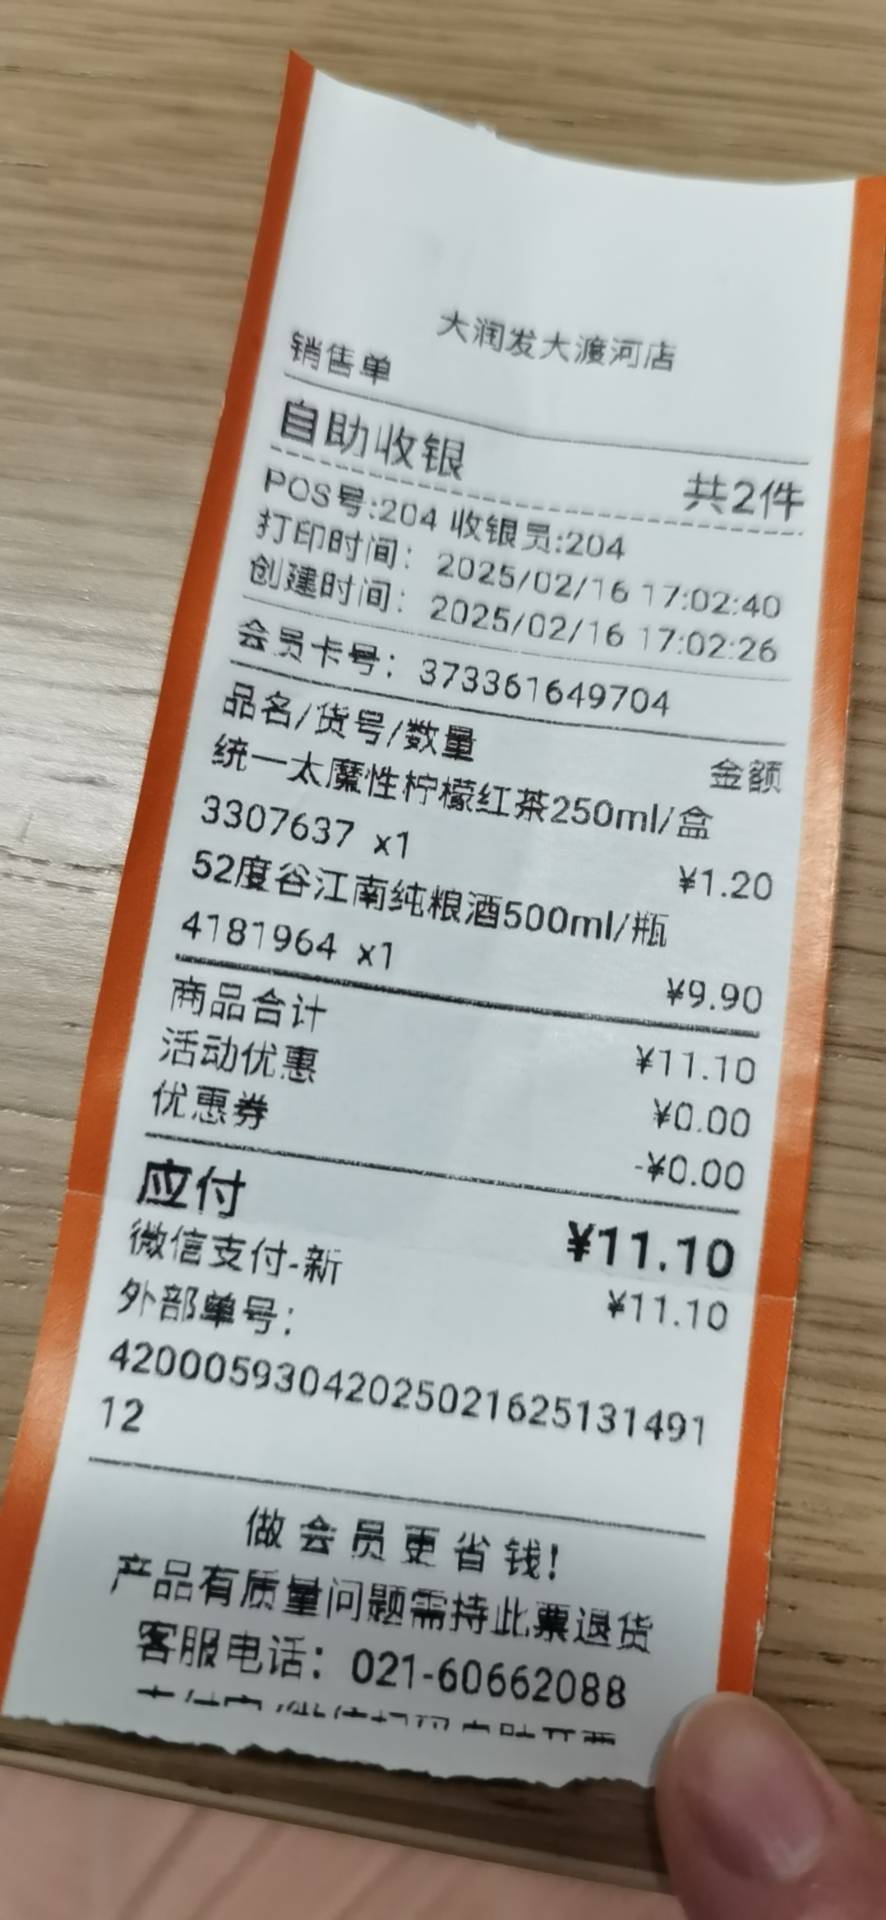 大润发大渡河店
销售单
自助收银 共2件
POS号:204 收银员:204
打印时间： 2025/02/16 17:02:40
创建时间： 2025/02/16 17:02:26
会员卡号： 373361649704
品名/货号/数量 金额
统一太魔性柠檬红茶250ml/盒
3307637 x1 ¥1.20
52度谷江南纯粮酒500ml/瓶
4181964 x1 ¥9.90
商品合计 ¥11.10
活动优惠 ¥0.00
优惠券 -¥0.00
应付 ¥11.10
微信支付-新 ¥11.10
外部单号：
42000593042025021625131491
12
做会员更省钱!
产品有质量问题需持此票退货
客服电话：021-60662088